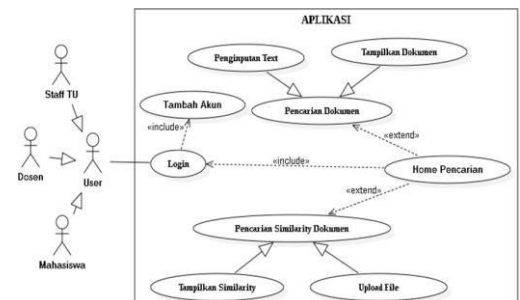 APLIKASI
Penginputan Text
Tampilkan Dokumen
Staff TU
Tambah Akun
Pencarian Dokumen
«include»
«extend»
Login
«include»
Home Pencarian
Dosen
User
«extend»
Pencarian Similarity Dokumen
Mahasiswa
Tampilkan Similarity
Upload File